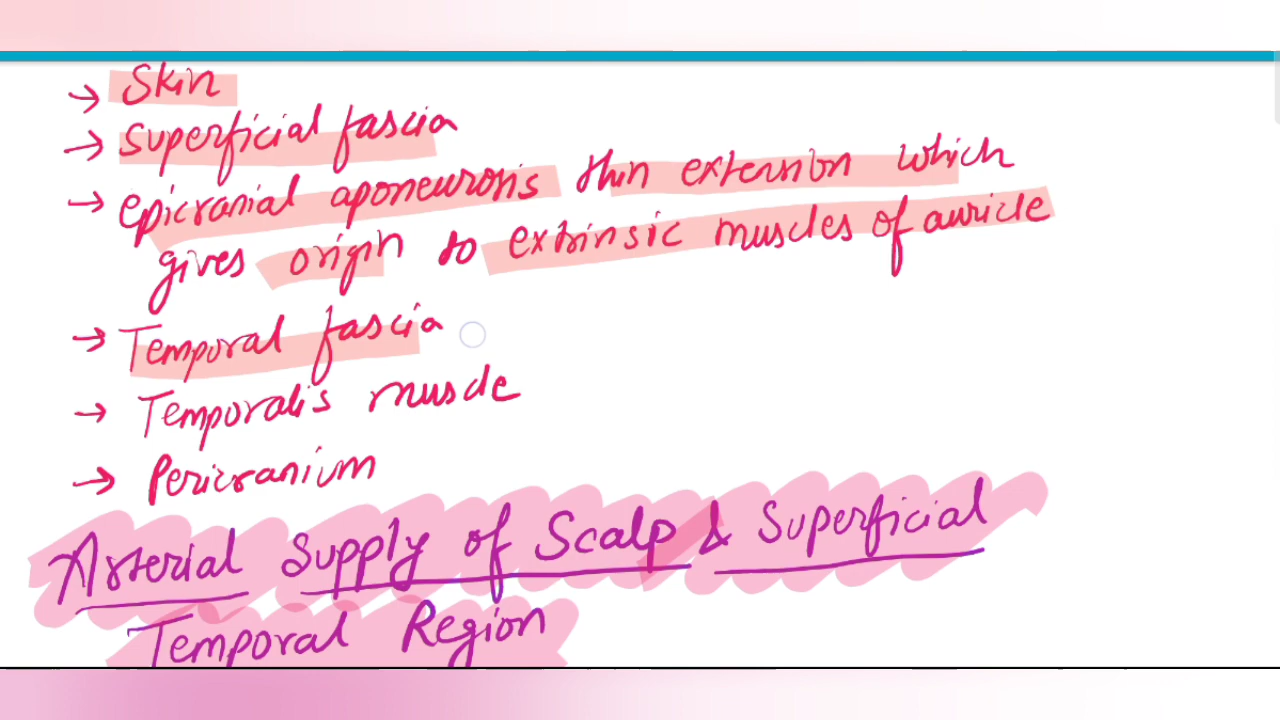 → Skin
→ Superficial fascia
→ epicranial aponeurosis thin extension which
gives origin to extrinsic muscles of auricle
→ Temporal fascia
→ Temporalis muscle
→ Pericranium
Arterial Supply of Scalp & Superficial
Temporal Region